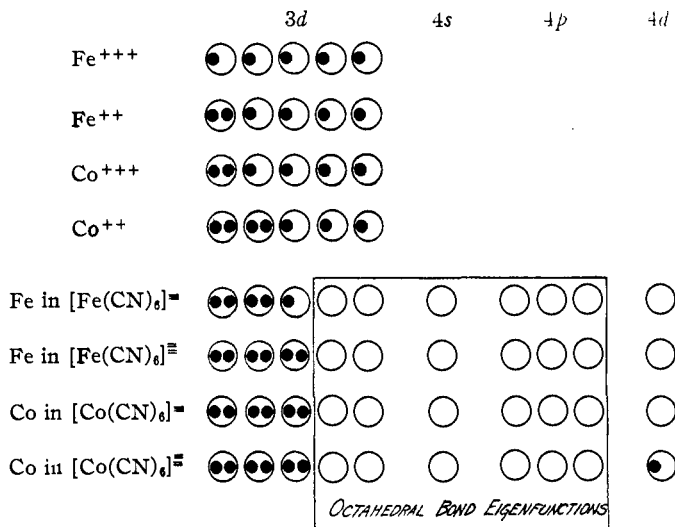 3d 4s 4p 4d
Fe+++
Fe++
Co+++
Co++
Fe in [Fe(CN)₆]≡
Fe in [Fe(CN)₆]≣
Co in [Co(CN)₆]≡
Co in [Co(CN)₆]≣
OCTAHEDRAL BOND EIGENFUNCTIONS